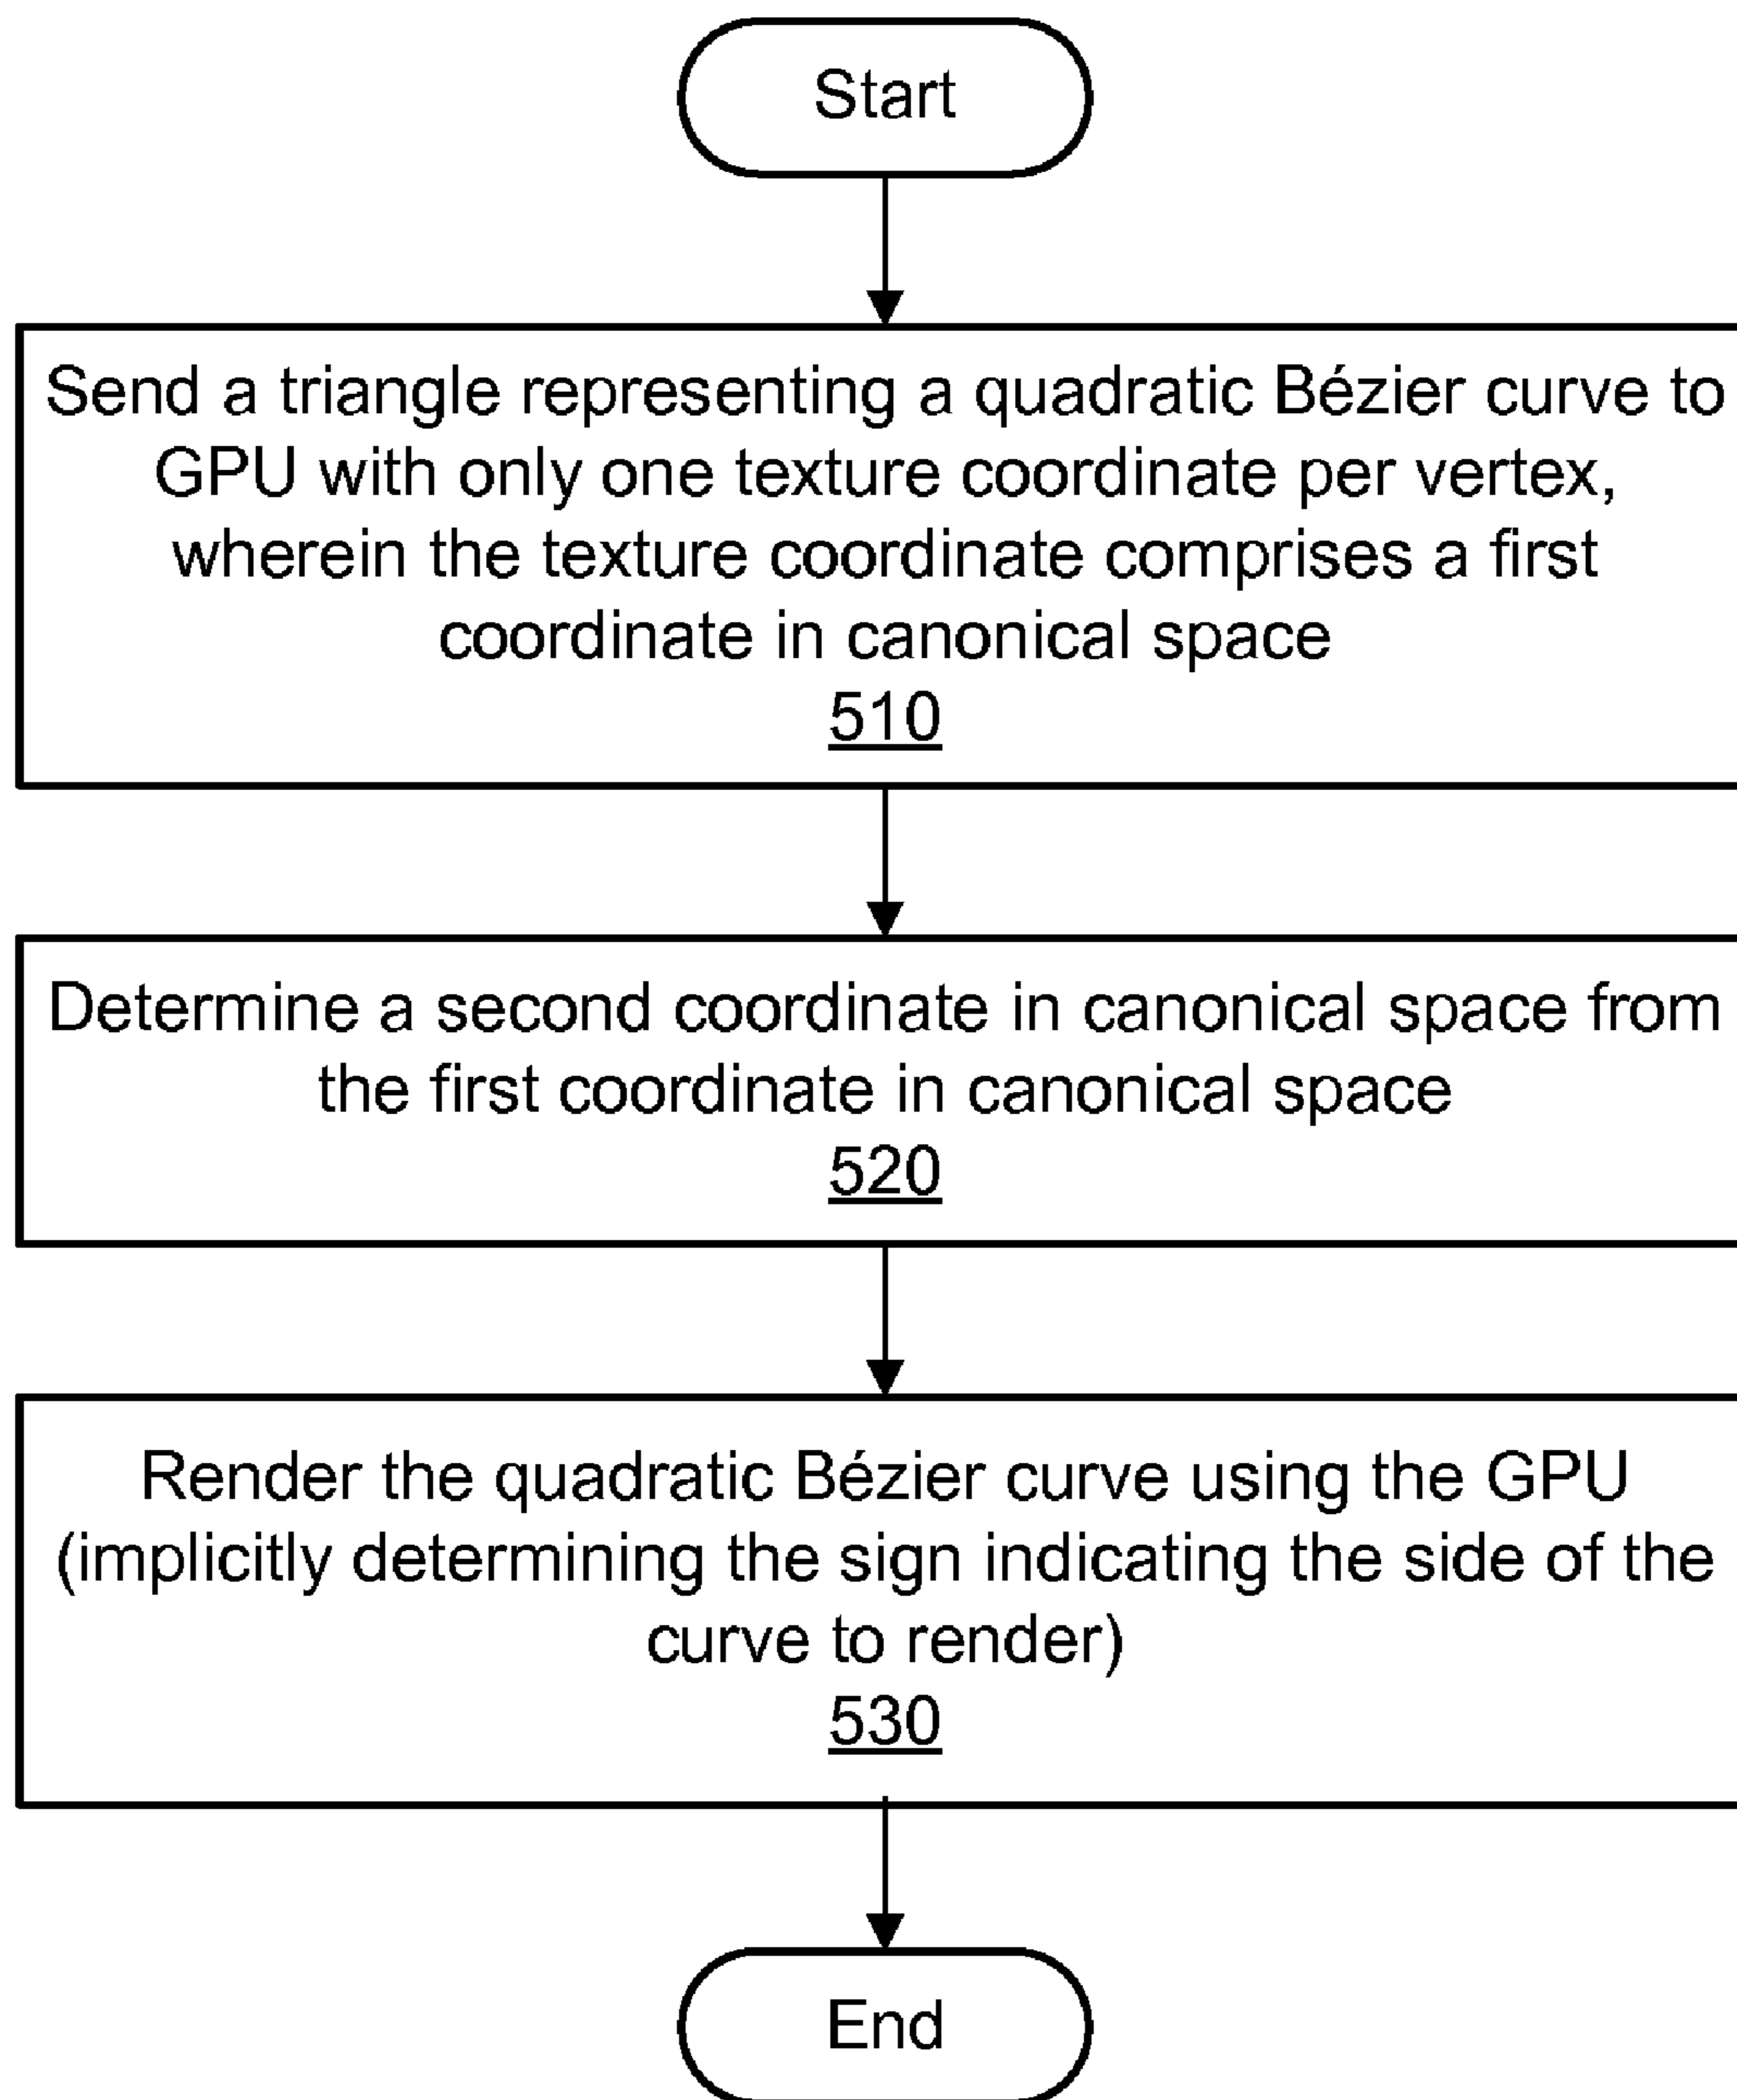 Start
Send a triangle representing a quadratic Bézier curve to
GPU with only one texture coordinate per vertex,
wherein the texture coordinate comprises a first
coordinate in canonical space
510
Determine a second coordinate in canonical space from
the first coordinate in canonical space
520
Render the quadratic Bézier curve using the GPU
(implicitly determining the sign indicating the side of the
curve to render)
530
End